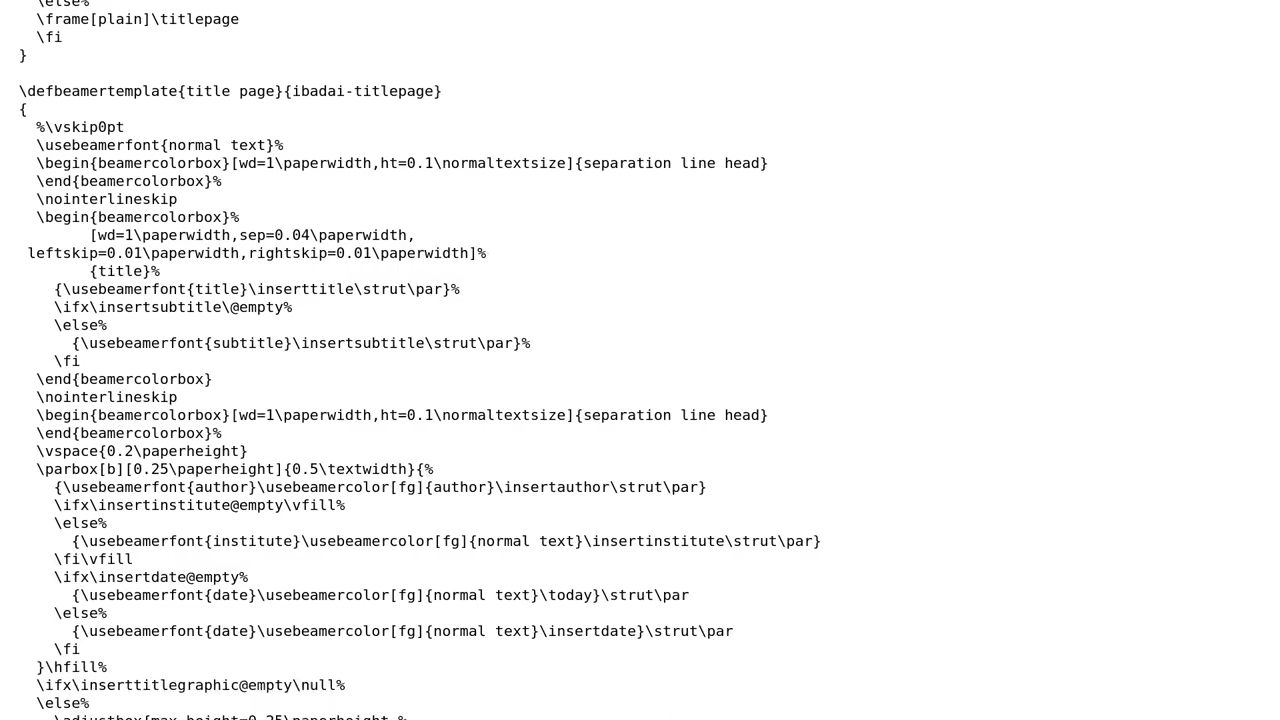 \else%
\frame[plain]\titlepage
\fi
}
\defbeamertemplate{title page}{ibadai-titlepage}
{
%\vskip0pt
\usebeamerfont{normal text}%
\begin{beamercolorbox}[wd=1\paperwidth,ht=0.1\normaltextsize]{separation line head}
\end{beamercolorbox}%
\nointerlineskip
\begin{beamercolorbox}%
[wd=1\paperwidth,sep=0.04\paperwidth,
leftskip=0.01\paperwidth,rightskip=0.01\paperwidth]%
{title}%
{\usebeamerfont{title}\inserttitle\strut\par}%
\ifx\insertsubtitle\@empty%
\else%
{\usebeamerfont{subtitle}\insertsubtitle\strut\par}%
\fi
\end{beamercolorbox}
\nointerlineskip
\begin{beamercolorbox}[wd=1\paperwidth,ht=0.1\normaltextsize]{separation line head}
\end{beamercolorbox}%
\vspace{0.2\paperheight}
\parbox[b][0.25\paperheight]{0.5\textwidth}{%
{\usebeamerfont{author}\usebeamercolor[fg]{author}\insertauthor\strut\par}
\ifx\insertinstitute@empty\vfill%
\else%
{\usebeamerfont{institute}\usebeamercolor[fg]{normal text}\insertinstitute\strut\par}
\fi\vfill
\ifx\insertdate@empty%
{\usebeamerfont{date}\usebeamercolor[fg]{normal text}\today}\strut\par
\else%
{\usebeamerfont{date}\usebeamercolor[fg]{normal text}\insertdate}\strut\par
\fi
}\hfill%
\ifx\inserttitlegraphic@empty\null%
\else%
\adjustbox{max height=0.25\paperheight,%